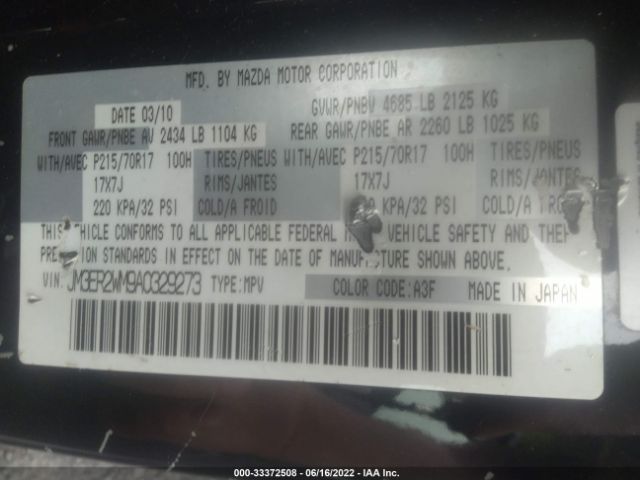 MFD. BY MAZDA MOTOR CORPORATION
DATE 03/10 GVWR/PNBV 4685 LB 2125 KG
FRONT GAWR/PNBE AV 2434 LB 1104 KG REAR GAWR/PNBE AR 2260 LB 1025 KG
WITH/AVEC P215/70R17 100H TIRES/PNEUS WITH/AVEC P215/70R17 100H TIRES/PNEUS
17X7J RIMS/JANTES 17X7J RIMS/JANTES
220 KPA/32 PSI COLD/A FROID KPA/32 PSI COLD/A
VEHICLE CONFORMS TO ALL APPLICABLE FEDERAL VEHICLE SAFETY AND
STANDARDS IN EFFECT ON THE DATE OF MANUFACTURE SHOWN ABOVE.
VIN: JM3ER2WM9A0329273 TYPE:MPV COLOR CODE:A3F MADE IN JAPAN
000-33372508 - 06/16/2022 - IAA Inc.